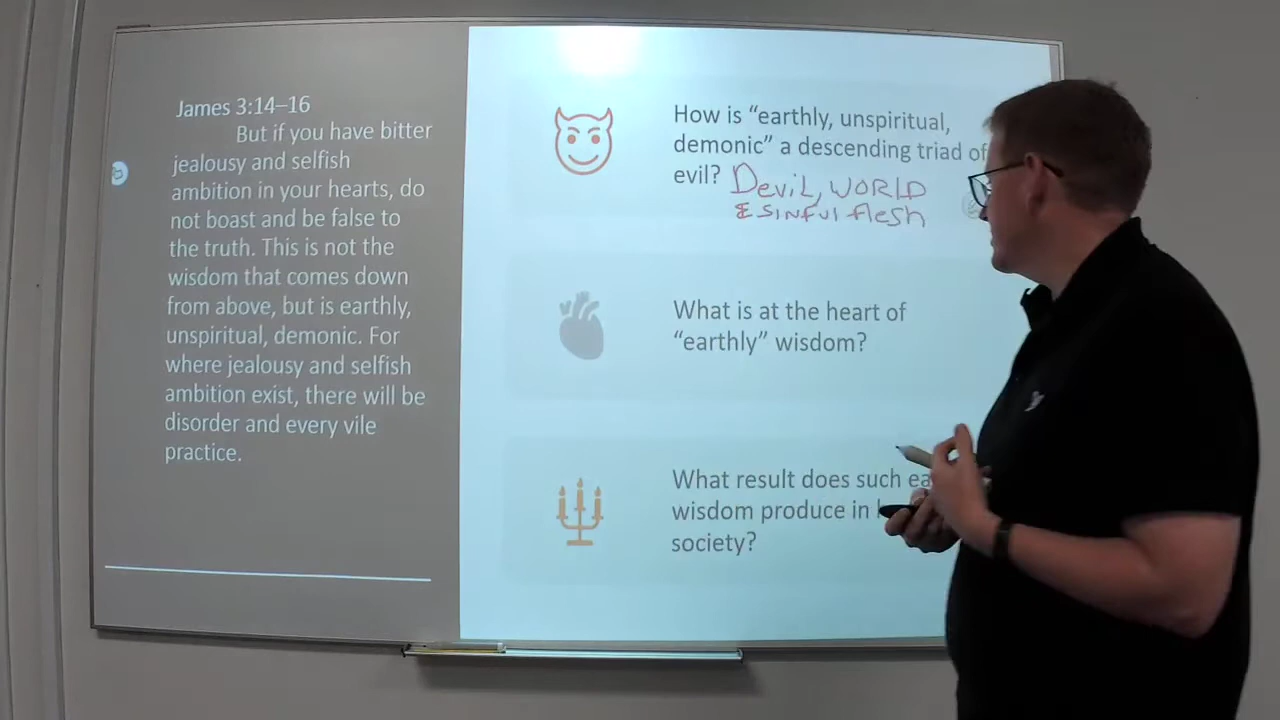 James 3:14–16
But if you have bitter
jealousy and selfish
ambition in your hearts, do
not boast and be false to
the truth. This is not the
wisdom that comes down
from above, but is earthly,
unspiritual, demonic. For
where jealousy and selfish
ambition exist, there will be
disorder and every vile
practice.
How is “earthly, unspiritual,
demonic” a descending triad of
evil? Devil, WORLD
& SINFUL flesh
What is at the heart of
“earthly” wisdom?
What result does such
wisdom produce in
society?